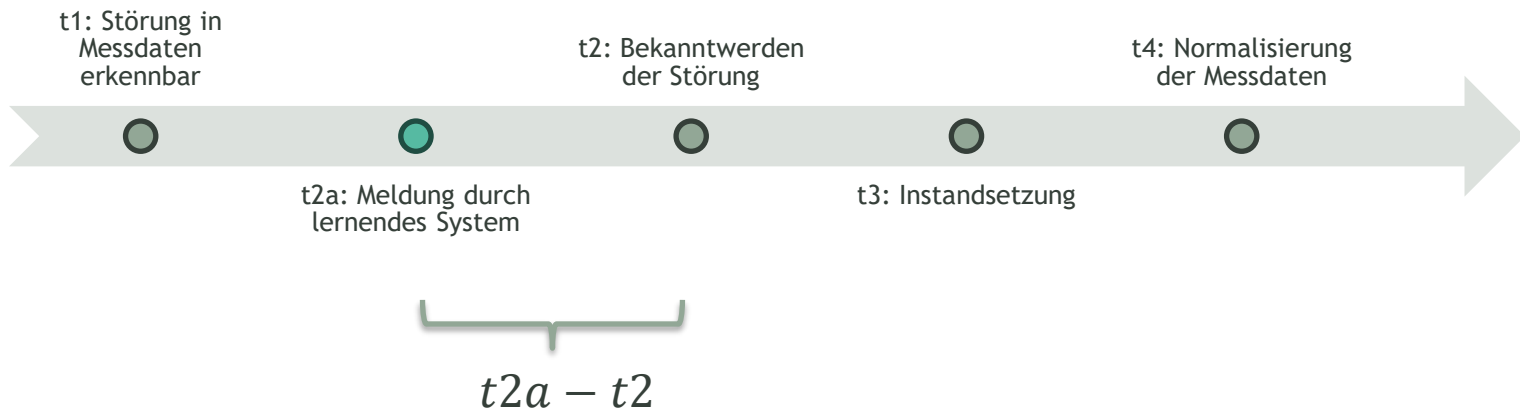 t1: Störung in
Messdaten
erkennbar
t2: Bekanntwerden
der Störung
t4: Normalisierung
der Messdaten
t2a: Meldung durch
lernendes System
t3: Instandsetzung
t2a − t2